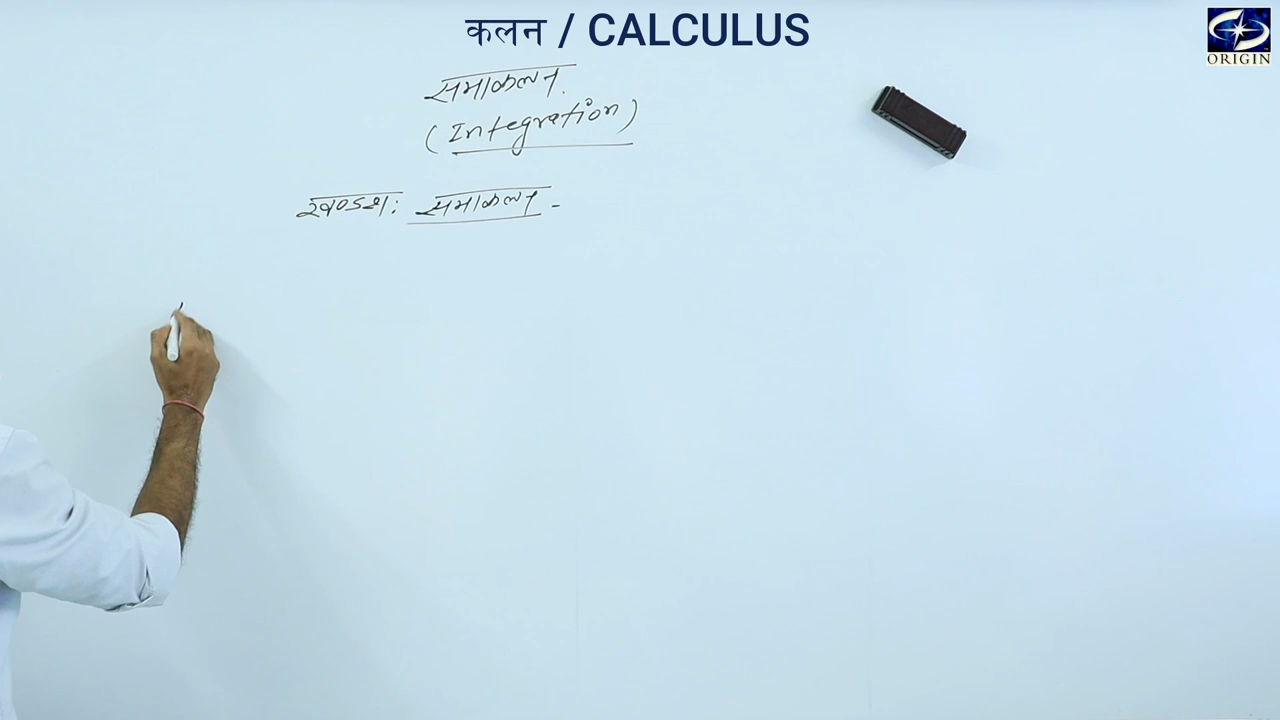 कलन / CALCULUS
ORIGIN
समाकलन.
(Integration)
खण्डशः समाकलन -